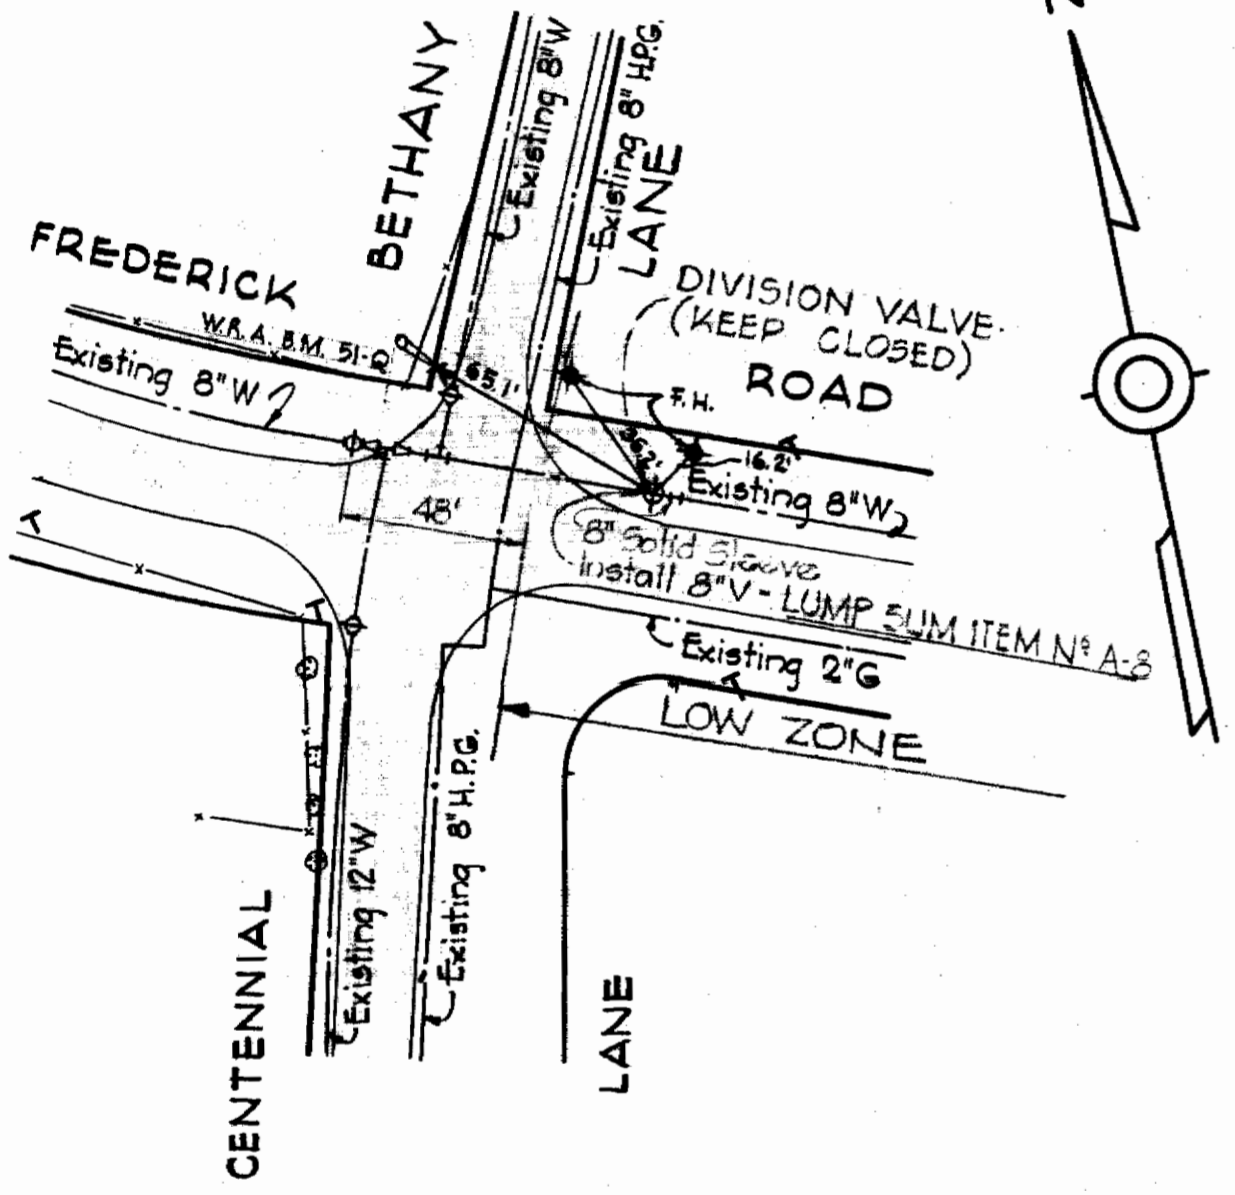 N
BETHANY
LANE
Existing 8"W
Existing 8" H.P.G.
FREDERICK
ROAD
W.R.A. B.M. 51-Q
Existing 8"W
DIVISION VALVE
(KEEP CLOSED)
65.1'
F.H.
16.2'
Existing 8"W
48'
8" Solid Sleeve
Install 8"V - LUMP SUM ITEM Nº A-8
Existing 2"G
LOW ZONE
Existing 12"W
Existing 8"H.P.G.
CENTENNIAL
LANE